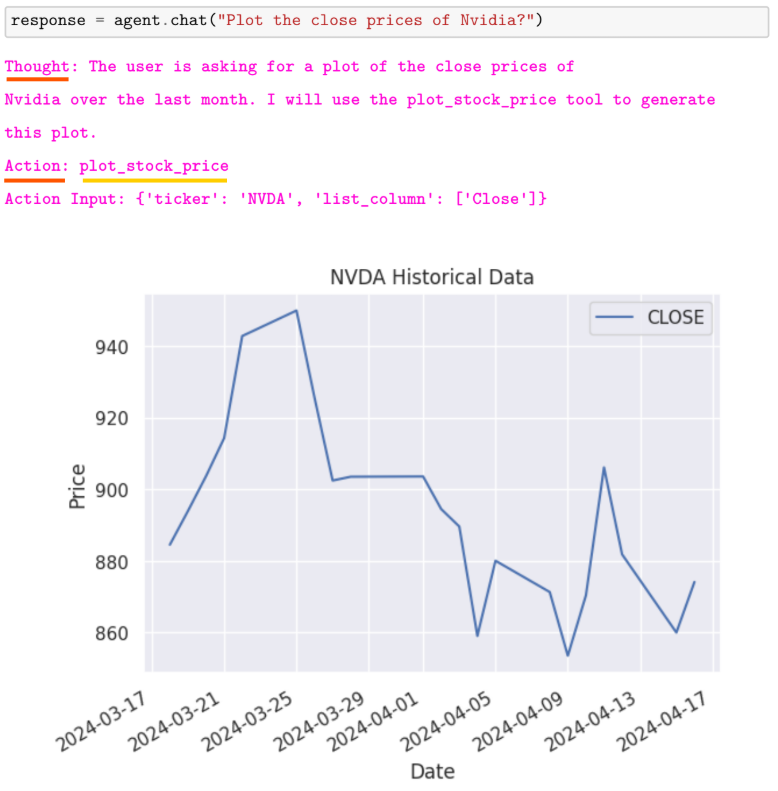 response = agent.chat("Plot the close prices of Nvidia?")
Thought: The user is asking for a plot of the close prices of
Nvidia over the last month. I will use the plot_stock_price tool to generate
this plot.
Action: plot_stock_price
Action Input: {'ticker': 'NVDA', 'list_column': ['Close']}
NVDA Historical Data
CLOSE
940
920
900
880
860
Price
2024-03-17
2024-03-21
2024-03-25
2024-03-29
2024-04-01
2024-04-05
2024-04-09
2024-04-13
2024-04-17
Date